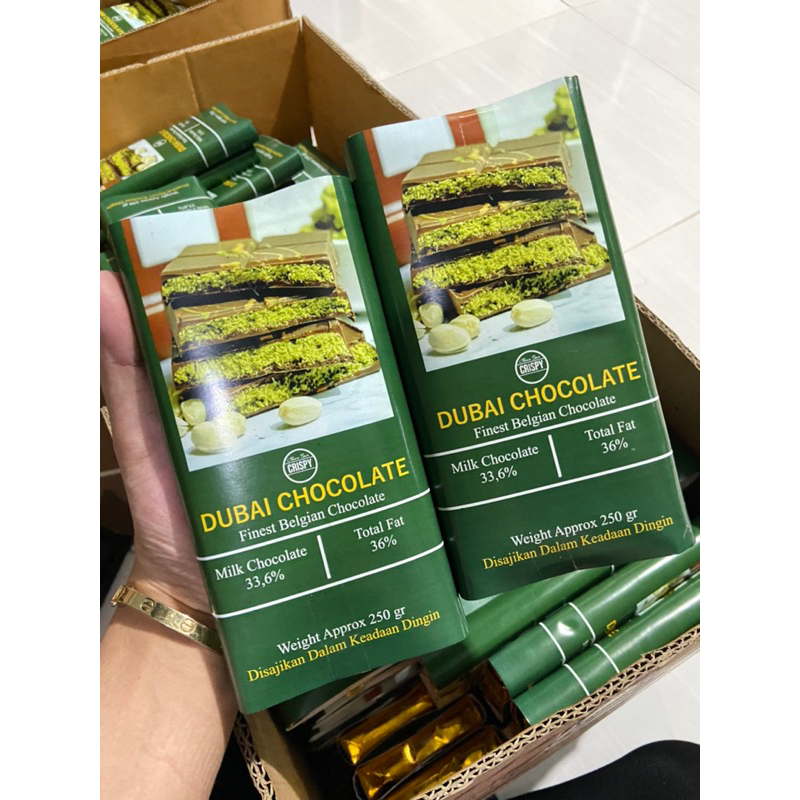 CRISPY
DUBAI CHOCOLATE
Finest Belgian Chocolate
Milk Chocolate
33,6%
Total Fat
36%
Weight Approx 250 gr
Disajikan Dalam Keadaan Dingin
CRISPY
DUBAI CHOCOLATE
Finest Belgian Chocolate
Milk Chocolate
33,6%
Total Fat
36%
Weight Approx 250 gr
Disajikan Dalam Keadaan Dingin